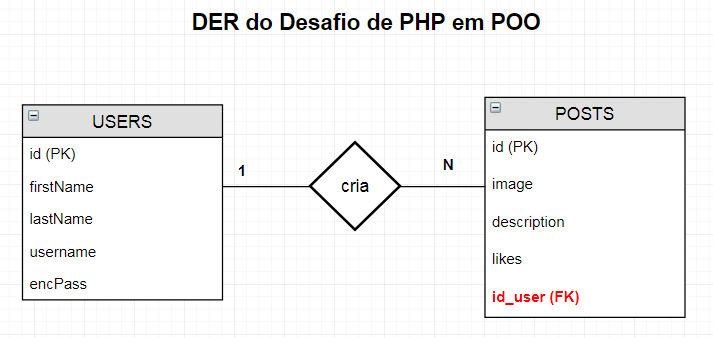 DER do Desafio de PHP em POO
USERS
id (PK)
firstName
lastName
username
encPass
1
cria
N
POSTS
id (PK)
image
description
likes
id_user (FK)